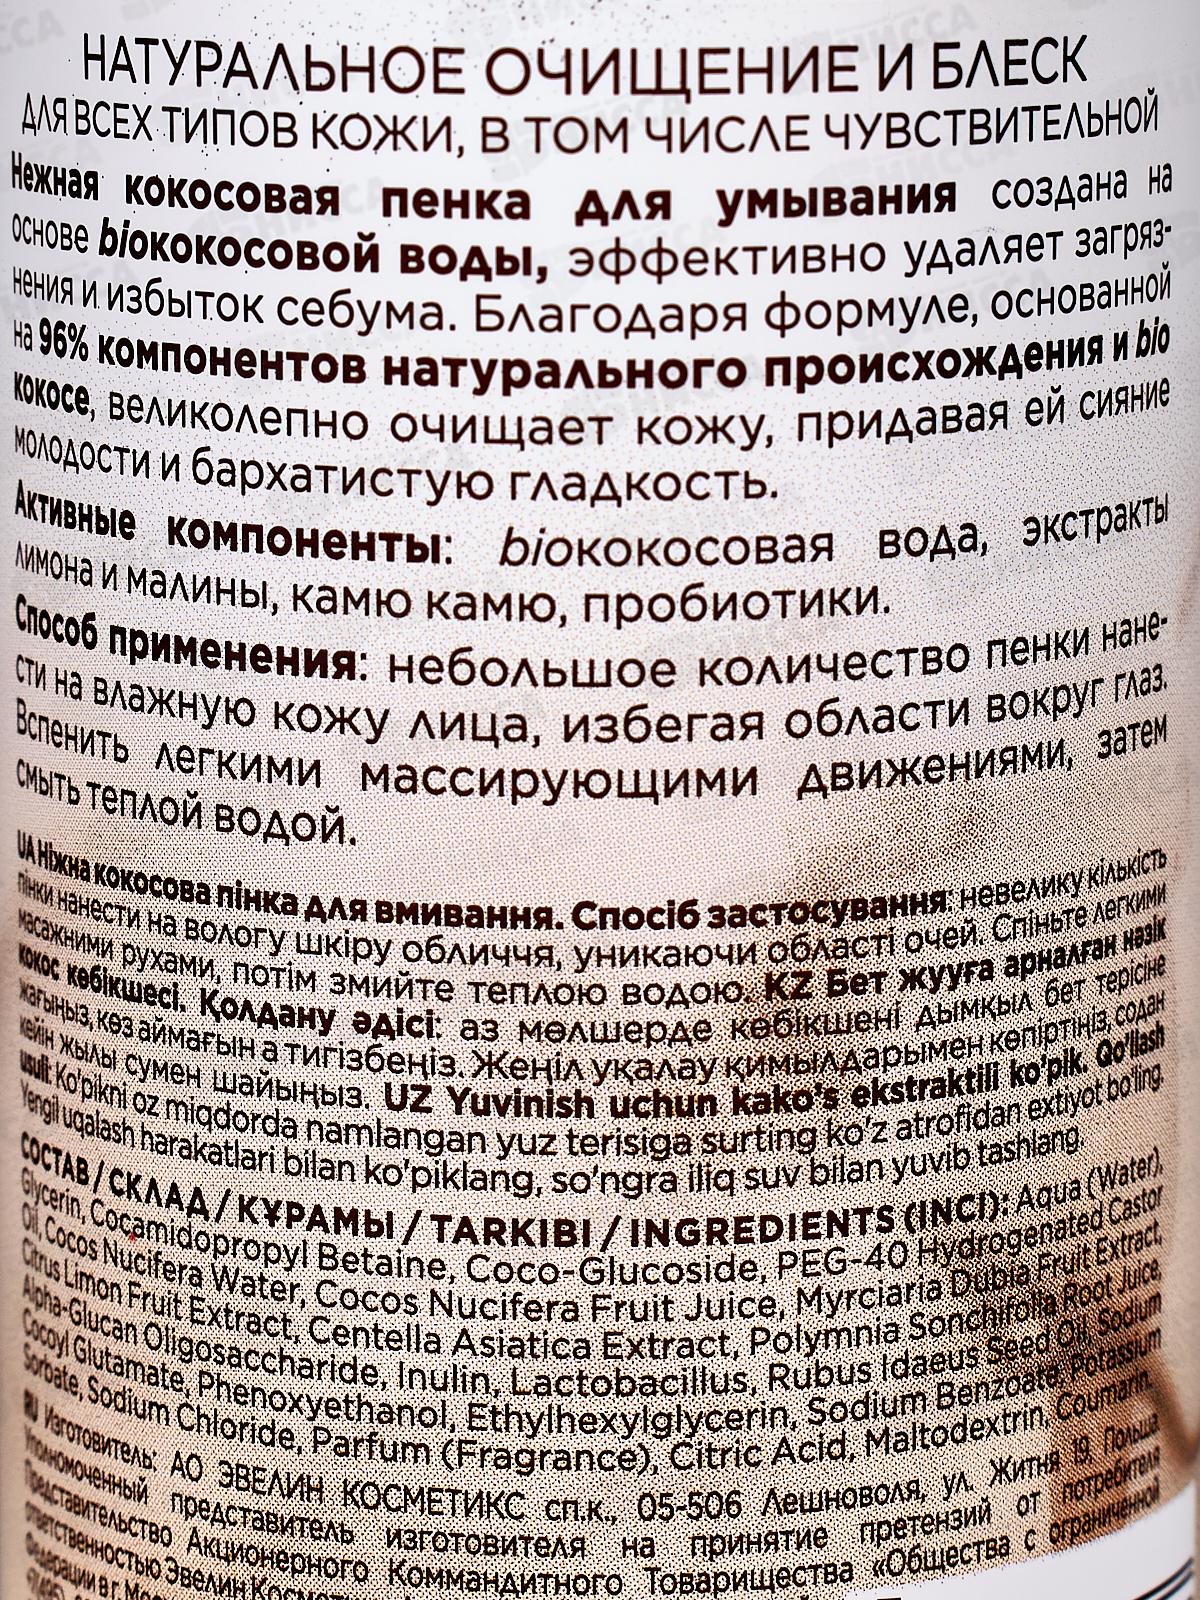 НАТУРАЛЬНОЕ ОЧИЩЕНИЕ И БЛЕСК
ДЛЯ ВСЕХ ТИПОВ КОЖИ, В ТОМ ЧИСЛЕ ЧУВСТВИТЕЛЬНОЙ
Нежная кокосовая пенка для умывания создана на
основе bioкокосовой воды, эффективно удаляет загряз-
нения и избыток себума. Благодаря формуле, основанной
на 96% компонентов натурального происхождения и bio
кокосе, великолепно очищает кожу, придавая ей сияние
молодости и бархатистую гладкость.
Активные компоненты: bioкокосовая вода, экстракты
лимона и малины, камю камю, пробиотики.
Способ применения: небольшое количество пенки нане-
сти на влажную кожу лица, избегая области вокруг глаз.
Вспенить легкими массирующими движениями, затем
смыть теплой водой.
UA Ніжна кокосова пінка для вмивання. Спосіб застосування: невелику кількість
пінки нанести на вологу шкіру обличчя, уникаючи області очей. Спіньте легкими
масажними рухами, потім змийте теплою водою. KZ Бет жууға арналған нәзік
кокос көбікшесі. Қолдану әдісі: аз мөлшерде көбікшені дымқыл бет терісіне
жағыңыз, көз аймағын а тигізбеңіз. Жеңіл уқалау қимылдарымен көпіртіңіз, содан
кейін жылы сумен шайыңыз. UZ Yuvinish uchun kako's ekstraktili ko'pik. Qo'llash
usuli: Ko'pikni oz miqdorda namlangan yuz terisiga surting ko'z atrofidan extiyot bo'ling.
Yengil uqalash harakatlari bilan ko'piklang, so'ngra iliq suv bilan yuvib tashlang.
СОСТАВ / СКЛАД / ҚҰРАМЫ / TARKIBI / INGREDIENTS (INCI): Aqua (Water),
Glycerin, Cocamidopropyl Betaine, Coco-Glucoside, PEG-40 Hydrogenated Castor
Oil, Cocos Nucifera Water, Cocos Nucifera Fruit Juice, Myrciaria Dubia Fruit Extract,
Citrus Limon Fruit Extract, Centella Asiatica Extract, Polymnia Sonchifolia Root Juice,
Alpha-Glucan Oligosaccharide, Inulin, Lactobacillus, Rubus Idaeus Seed Oil, Sodium
Cocoyl Glutamate, Phenoxyethanol, Ethylhexylglycerin, Sodium Benzoate, Potassium
Sorbate, Sodium Chloride, Parfum (Fragrance), Citric Acid, Maltodextrin, Coumarin.
RU Изготовитель: АО ЭВЕЛИН КОСМЕТИКС сп.к., 05-506 Лешноволя, ул. Житня 19, Польша
Уполномоченный представитель изготовителя на принятие претензий от потребителя
Представительство Акционерного Коммандитного Товарищества «Общества с ограниченной
ответственностью Эвелин